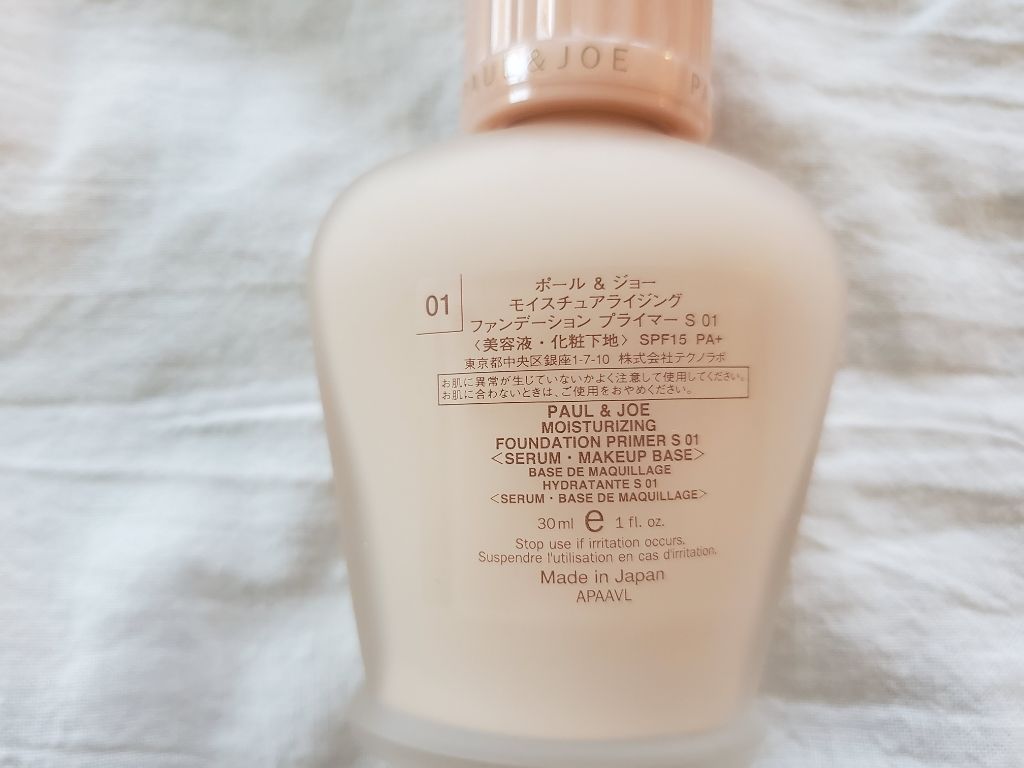 PAUL & JOE PA
01
ポール & ジョー
モイスチュアライジング
ファンデーション プライマー S 01
〈美容液・化粧下地〉 SPF15 PA+
東京都中央区銀座1-7-10 株式会社テクノラボ
お肌に異常が生じていないかよく注意して使用してください。
お肌に合わないときは、ご使用をおやめください。
PAUL & JOE
MOISTURIZING
FOUNDATION PRIMER S 01
<SERUM・MAKEUP BASE>
BASE DE MAQUILLAGE
HYDRATANTE S 01
<SERUM・BASE DE MAQUILLAGE>
30ml e 1 fl. oz.
Stop use if irritation occurs.
Suspendre l'utilisation en cas d'irritation.
Made in Japan
APAAVL